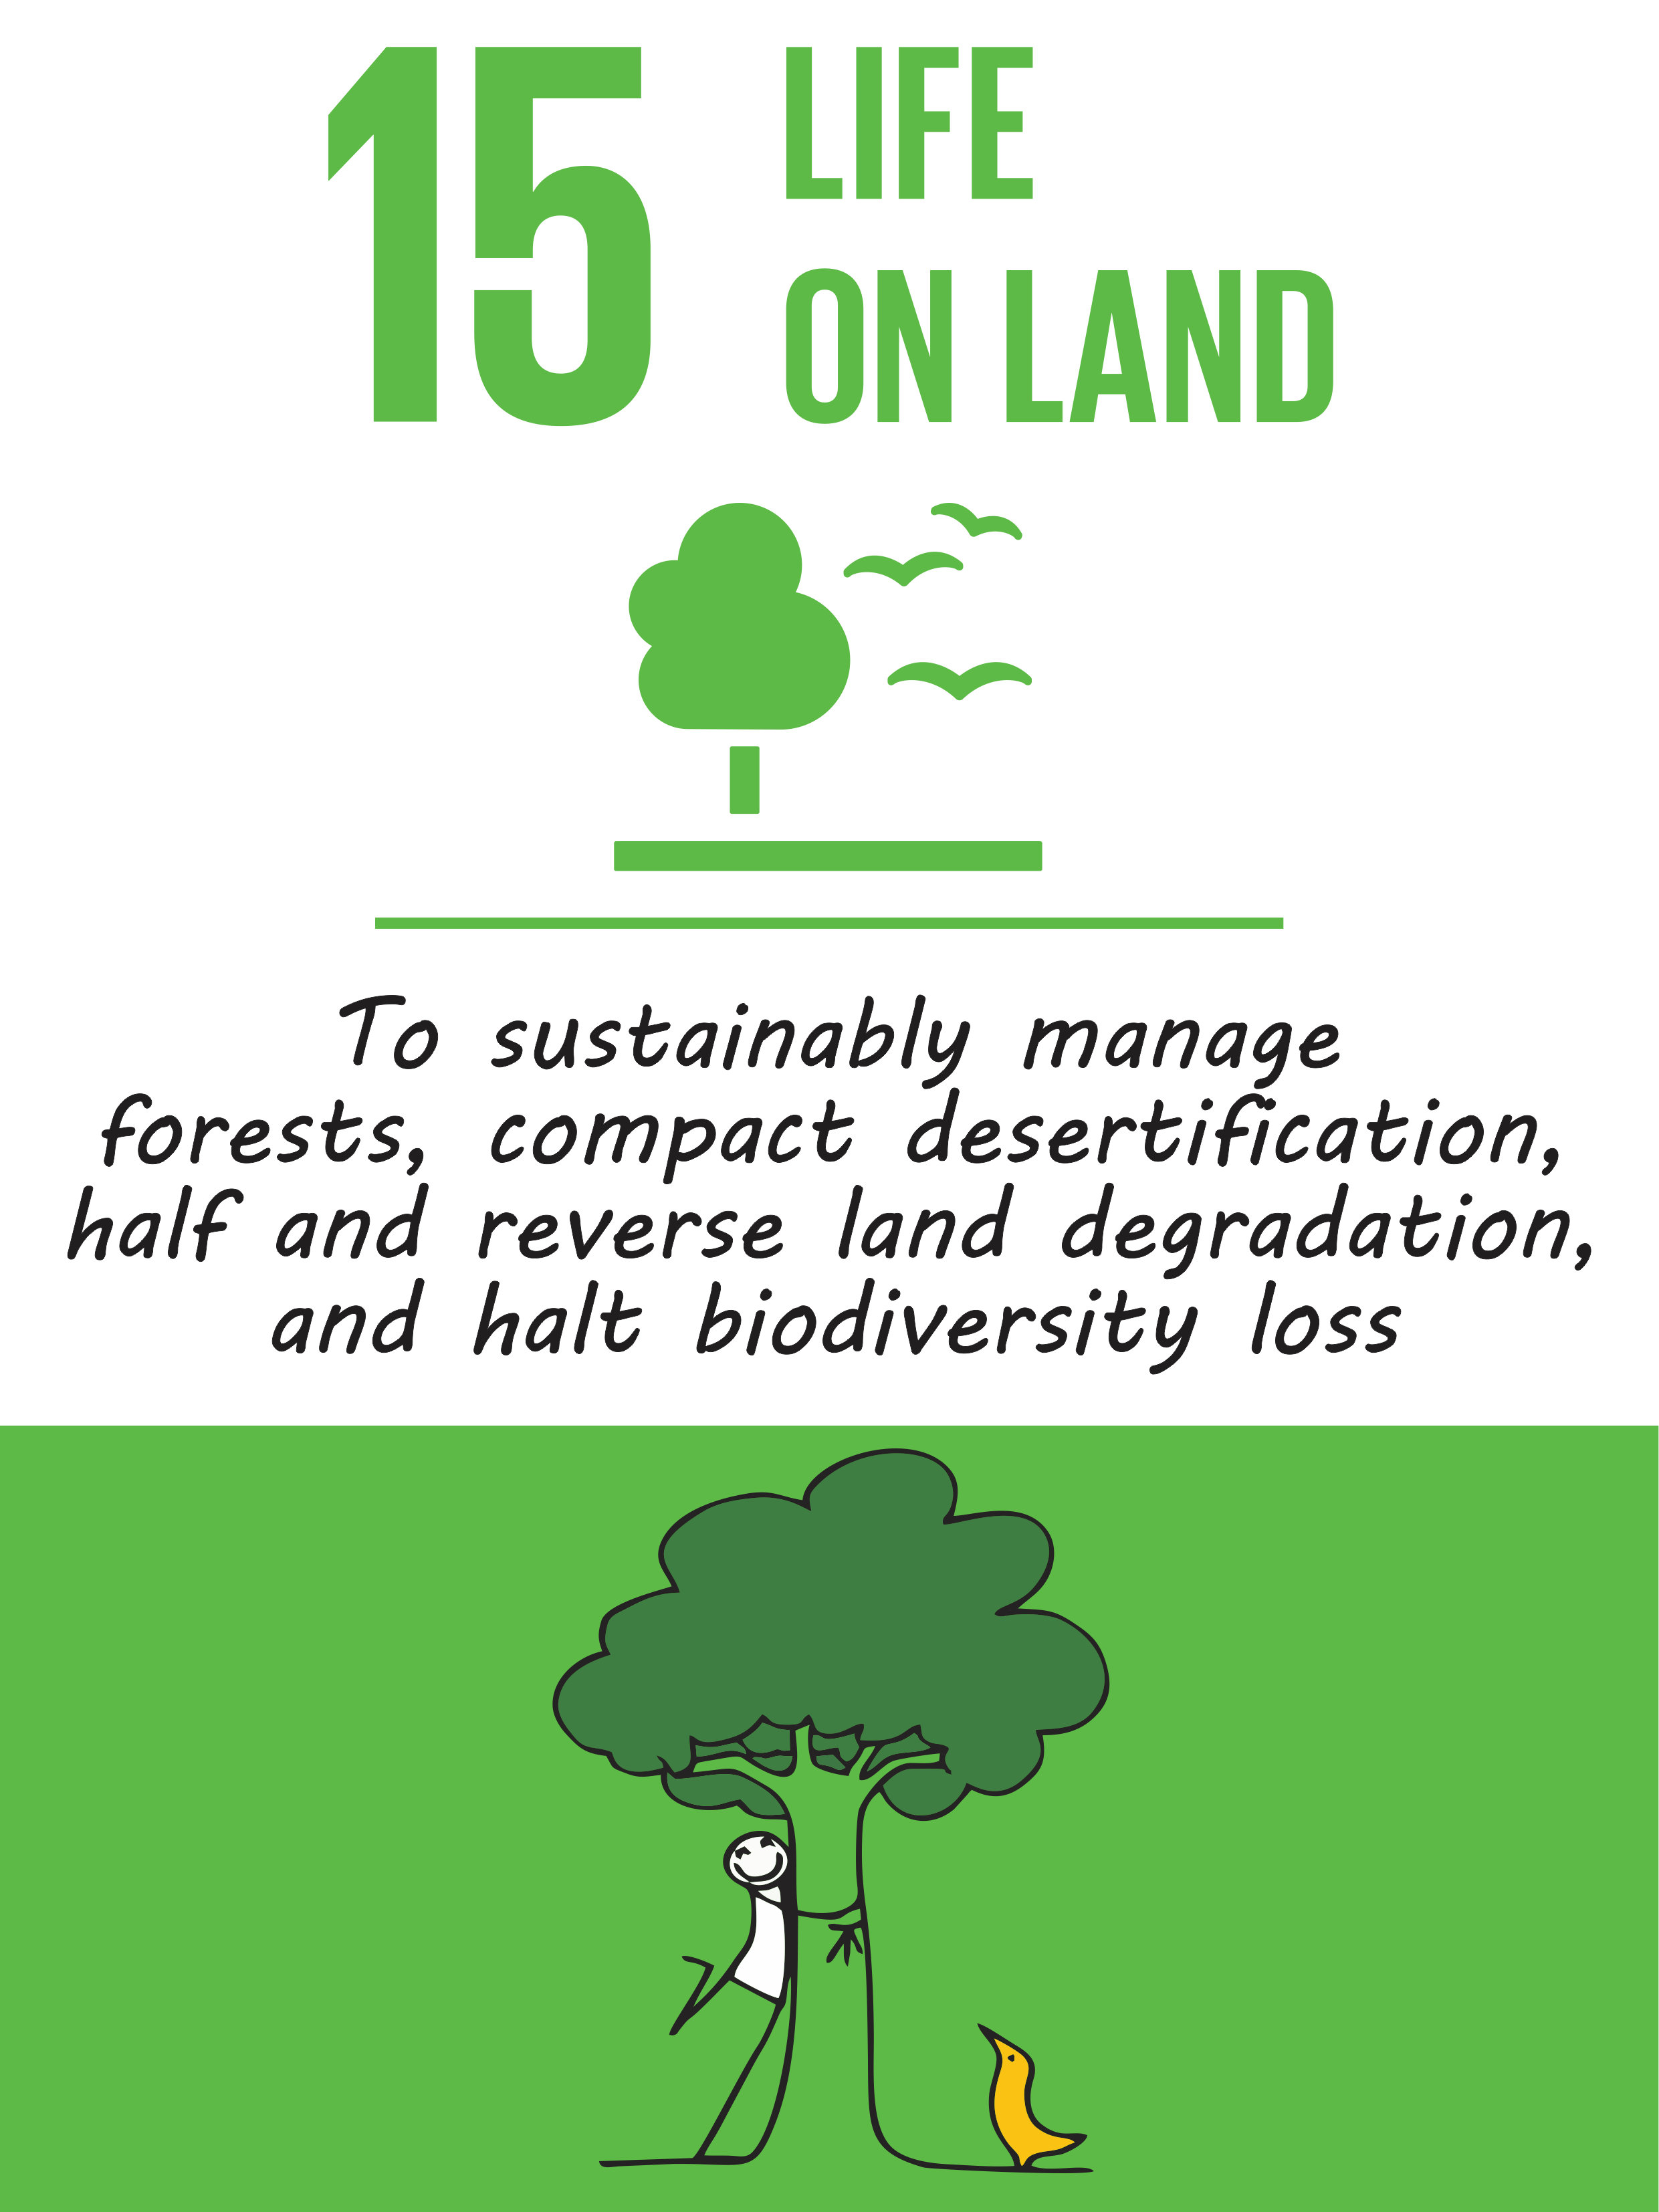 15 LIFE
ON LAND
To sustainably manage
forests, compact desertification,
half and reverse land degradation,
and halt biodiversity loss